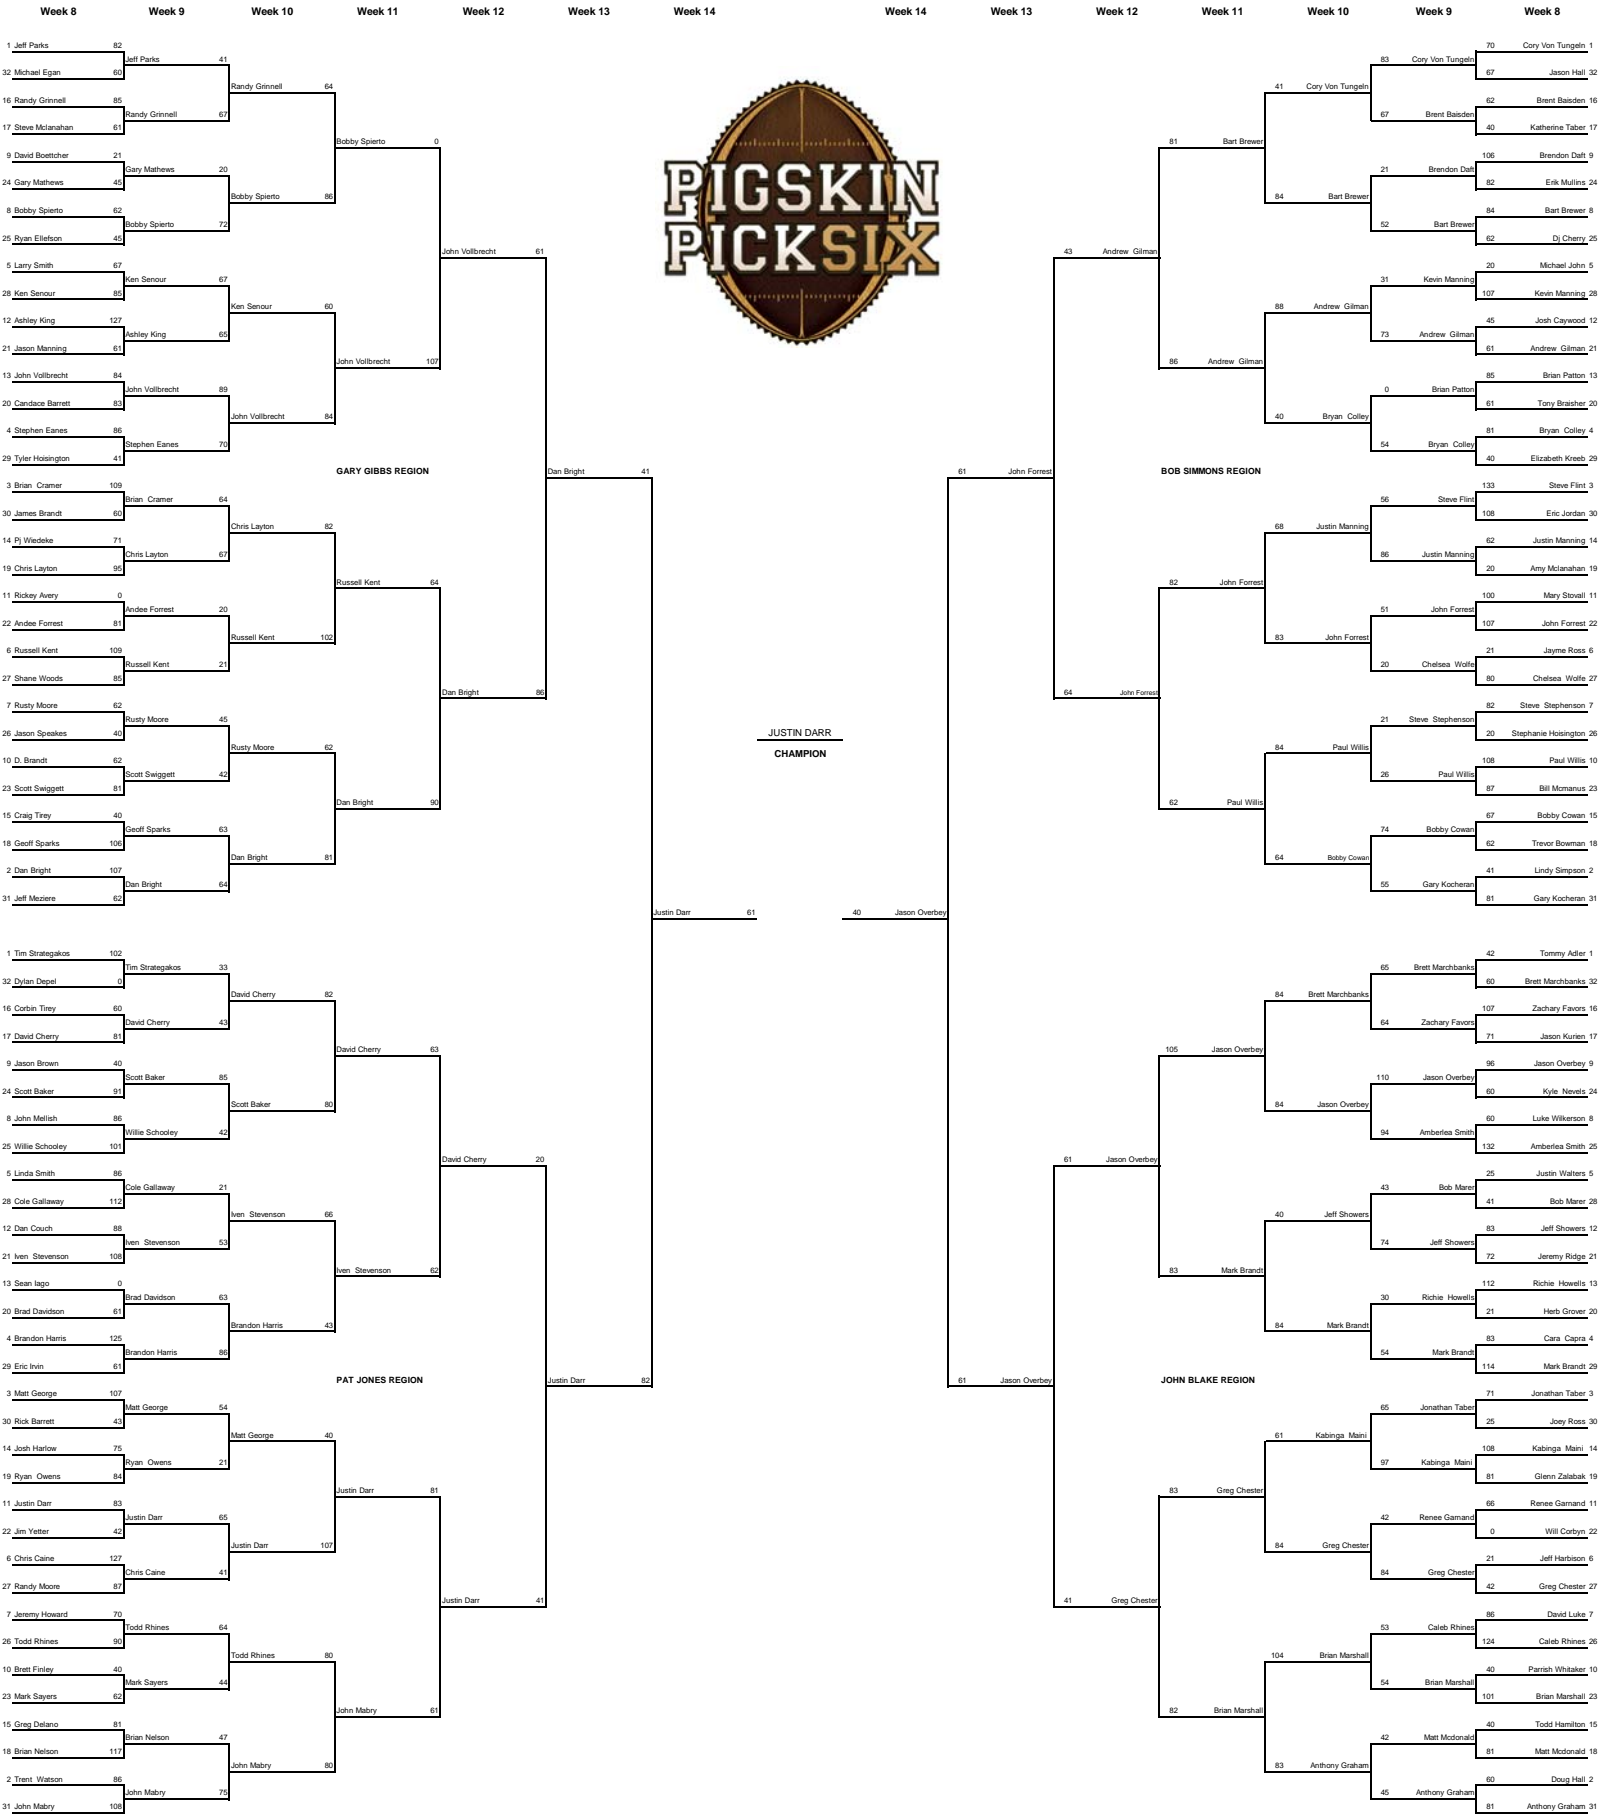 Week 8 Week 9 Week 10 Week 11 Week 12 Week 13 Week 14 Week 14 Week 13 Week 12 Week 11 Week 10 Week 9 Week 8
1 Jeff Parks 82
Jeff Parks 41
32 Michael Egan 60
Randy Grinnell 64
16 Randy Grinnell 85
Randy Grinnell 67
17 Steve Mclanahan 61
Bobby Spierto 0
9 David Boettcher 21
Gary Mathews 20
24 Gary Mathews 45
Bobby Spierto 86
8 Bobby Spierto 62
Bobby Spierto 72
25 Ryan Ellefson 45
John Vollbrecht 61
5 Larry Smith 67
Ken Senour 67
28 Ken Senour 85
Ken Senour 60
12 Ashley King 127
Ashley King 65
21 Jason Manning 61
John Vollbrecht 107
13 John Vollbrecht 84
John Vollbrecht 89
20 Candace Barrett 83
John Vollbrecht 84
4 Stephen Eanes 86
Stephen Eanes 70
29 Tyler Hoisington 41
GARY GIBBS REGION
Dan Bright 41
3 Brian Cramer 109
Brian Cramer 64
30 James Brandt 60
Chris Layton 82
14 Pj Wiedeke 71
Chris Layton 67
19 Chris Layton 95
Russell Kent 64
11 Rickey Avery 0
Andee Forrest 20
22 Andee Forrest 81
Russell Kent 102
6 Russell Kent 109
Russell Kent 21
27 Shane Woods 85
Dan Bright 86
7 Rusty Moore 62
Rusty Moore 45
26 Jason Speakes 40
Rusty Moore 62
10 D. Brandt 62
Scott Swiggett 42
23 Scott Swiggett 81
Dan Bright 90
15 Craig Tirey 40
Geoff Sparks 63
18 Geoff Sparks 106
Dan Bright 81
2 Dan Bright 107
Dan Bright 64
31 Jeff Meziere 62
Justin Darr 61
1 Tim Strategakos 102
Tim Strategakos 33
32 Dylan Depel 0
David Cherry 82
16 Corbin Tirey 60
David Cherry 43
17 David Cherry 81
David Cherry 63
9 Jason Brown 40
Scott Baker 85
24 Scott Baker 91
Scott Baker 80
8 John Mellish 86
Willie Schooley 42
25 Willie Schooley 101
David Cherry 20
5 Linda Smith 86
Cole Gallaway 21
28 Cole Gallaway 112
Iven Stevenson 66
12 Dan Couch 88
Iven Stevenson 53
21 Iven Stevenson 108
Iven Stevenson 62
13 Sean Iago 0
Brad Davidson 63
20 Brad Davidson 61
Brandon Harris 43
4 Brandon Harris 125
Brandon Harris 86
29 Eric Irvin 61
PAT JONES REGION
Justin Darr 82
3 Matt George 107
Matt George 54
30 Rick Barrett 43
Matt George 40
14 Josh Harlow 75
Ryan Owens 21
19 Ryan Owens 84
Justin Darr 81
11 Justin Darr 83
Justin Darr 65
22 Jim Yetter 42
Justin Darr 107
6 Chris Caine 127
Chris Caine 41
27 Randy Moore 87
Justin Darr 41
7 Jeremy Howard 70
Todd Rhines 64
26 Todd Rhines 90
Todd Rhines 80
10 Brett Finley 40
Mark Sayers 44
23 Mark Sayers 62
John Mabry 61
15 Greg Delano 81
Brian Nelson 47
18 Brian Nelson 117
John Mabry 80
2 Trent Watson 86
John Mabry 75
31 John Mabry 108
PIGSKIN
PICKSIX
JUSTIN DARR
CHAMPION
70 Cory Von Tungeln 1
83 Cory Von Tungeln
67 Jason Hall 32
41 Cory Von Tungeln
62 Brent Baisden 16
67 Brent Baisden
40 Katherine Taber 17
81 Bart Brewer
106 Brendon Daft 9
21 Brendon Daft
82 Erik Mullins 24
84 Bart Brewer
84 Bart Brewer 8
52 Bart Brewer
62 Dj Cherry 25
43 Andrew Gilman
20 Michael John 5
31 Kevin Manning
107 Kevin Manning 28
88 Andrew Gilman
45 Josh Caywood 12
73 Andrew Gilman
61 Andrew Gilman 21
86 Andrew Gilman
85 Brian Patton 13
0 Brian Patton
61 Tony Braisher 20
40 Bryan Colley
81 Bryan Colley 4
54 Bryan Colley
40 Elizabeth Kreeb 29
61 John Forrest
BOB SIMMONS REGION
133 Steve Flint 3
56 Steve Flint
108 Eric Jordan 30
68 Justin Manning
62 Justin Manning 14
86 Justin Manning
20 Amy Mclanahan 19
82 John Forrest
100 Mary Stovall 11
51 John Forrest
107 John Forrest 22
83 John Forrest
21 Jayme Ross 6
20 Chelsea Wolfe
80 Chelsea Wolfe 27
64 John Forrest
82 Steve Stephenson 7
21 Steve Stephenson
20 Stephanie Hoisington 26
84 Paul Willis
108 Paul Willis 10
26 Paul Willis
87 Bill Mcmanus 23
62 Paul Willis
67 Bobby Cowan 15
74 Bobby Cowan
62 Trevor Bowman 18
64 Bobby Cowan
41 Lindy Simpson 2
55 Gary Kocheran
81 Gary Kocheran 31
40 Jason Overbey
42 Tommy Adler 1
65 Brett Marchbanks
60 Brett Marchbanks 32
84 Brett Marchbanks
107 Zachary Favors 16
64 Zachary Favors
71 Jason Kurien 17
105 Jason Overbey
96 Jason Overbey 9
110 Jason Overbey
60 Kyle Nevels 24
84 Jason Overbey
60 Luke Wilkerson 8
94 Amberlea Smith
132 Amberlea Smith 25
61 Jason Overbey
25 Justin Walters 5
43 Bob Marer
41 Bob Marer 28
40 Jeff Showers
83 Jeff Showers 12
74 Jeff Showers
72 Jeremy Ridge 21
83 Mark Brandt
112 Richie Howells 13
30 Richie Howells
21 Herb Grover 20
84 Mark Brandt
83 Cara Capra 4
54 Mark Brandt
114 Mark Brandt 29
61 Jason Overbey
JOHN BLAKE REGION
71 Jonathan Taber 3
65 Jonathan Taber
25 Joey Ross 30
61 Kabinga Maini
108 Kabinga Maini 14
97 Kabinga Maini
81 Glenn Zalabak 19
83 Greg Chester
66 Renee Garnand 11
42 Renee Garnand
0 Will Corbyn 22
84 Greg Chester
21 Jeff Harbison 6
84 Greg Chester
42 Greg Chester 27
41 Greg Chester
86 David Luke 7
53 Caleb Rhines
124 Caleb Rhines 26
104 Brian Marshall
40 Parrish Whitaker 10
54 Brian Marshall
101 Brian Marshall 23
82 Brian Marshall
40 Todd Hamilton 15
42 Matt Mcdonald
81 Matt Mcdonald 18
83 Anthony Graham
60 Doug Hall 2
45 Anthony Graham
81 Anthony Graham 31